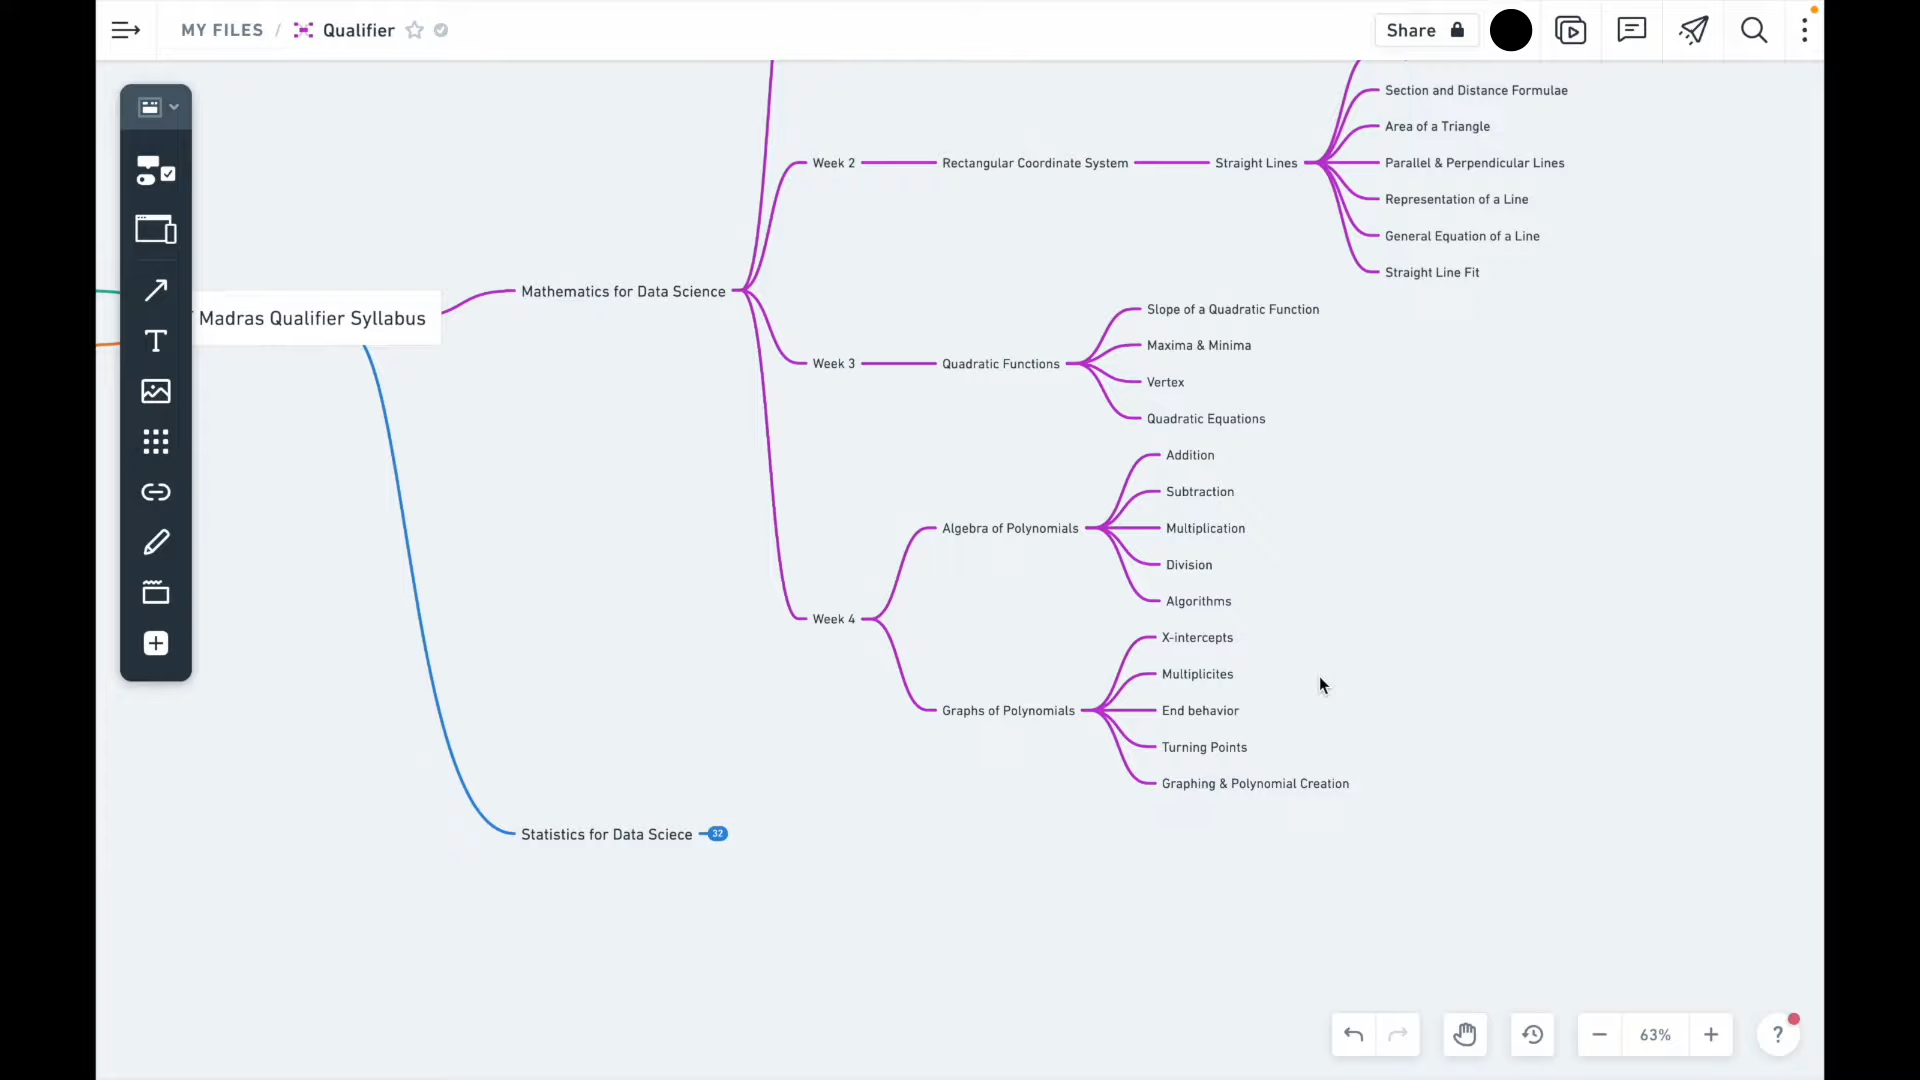 MY FILES / Qualifier
Share
Section and Distance Formulae
Area of a Triangle
Week 2
Rectangular Coordinate System
Straight Lines
Parallel & Perpendicular Lines
Representation of a Line
General Equation of a Line
Straight Line Fit
Madras Qualifier Syllabus
Mathematics for Data Science
Week 3
Quadratic Functions
Slope of a Quadratic Function
Maxima & Minima
Vertex
Quadratic Equations
Week 4
Algebra of Polynomials
Addition
Subtraction
Multiplication
Division
Algorithms
Graphs of Polynomials
X-intercepts
Multiplicites
End behavior
Turning Points
Graphing & Polynomial Creation
Statistics for Data Sciece
32
63%
?